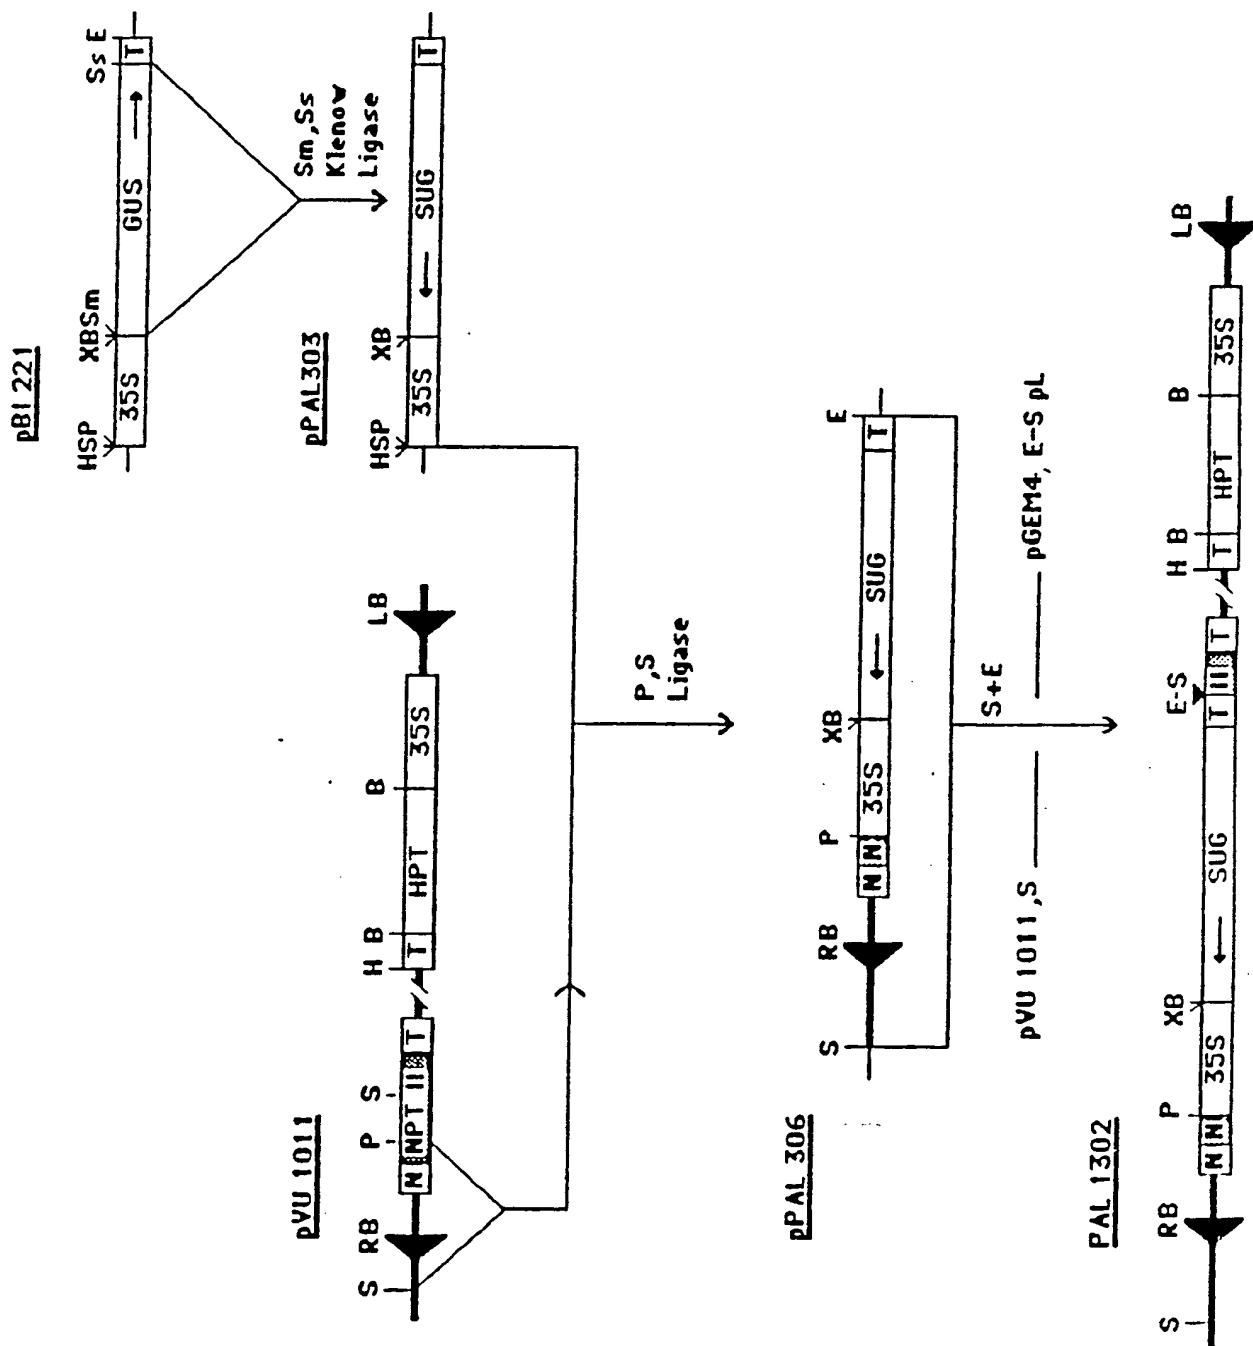 pBI 221
HSP XBSm Ss E
35S GUS T
Sm,Ss
Klenow
Ligase
pPAL303
HSP XB
35S SUG T
pVU 1011
S RB P S H B B LB
N NPT II T T HPT 35S
P,S
Ligase
pPAL 306
S RB P XB E
N N 35S SUG T
S+E
pVU 1011,S pGEM4, E-S pL
PAL 1302
S RB P XB E-S H B B LB
N N 35S SUG T II T T HPT 35S